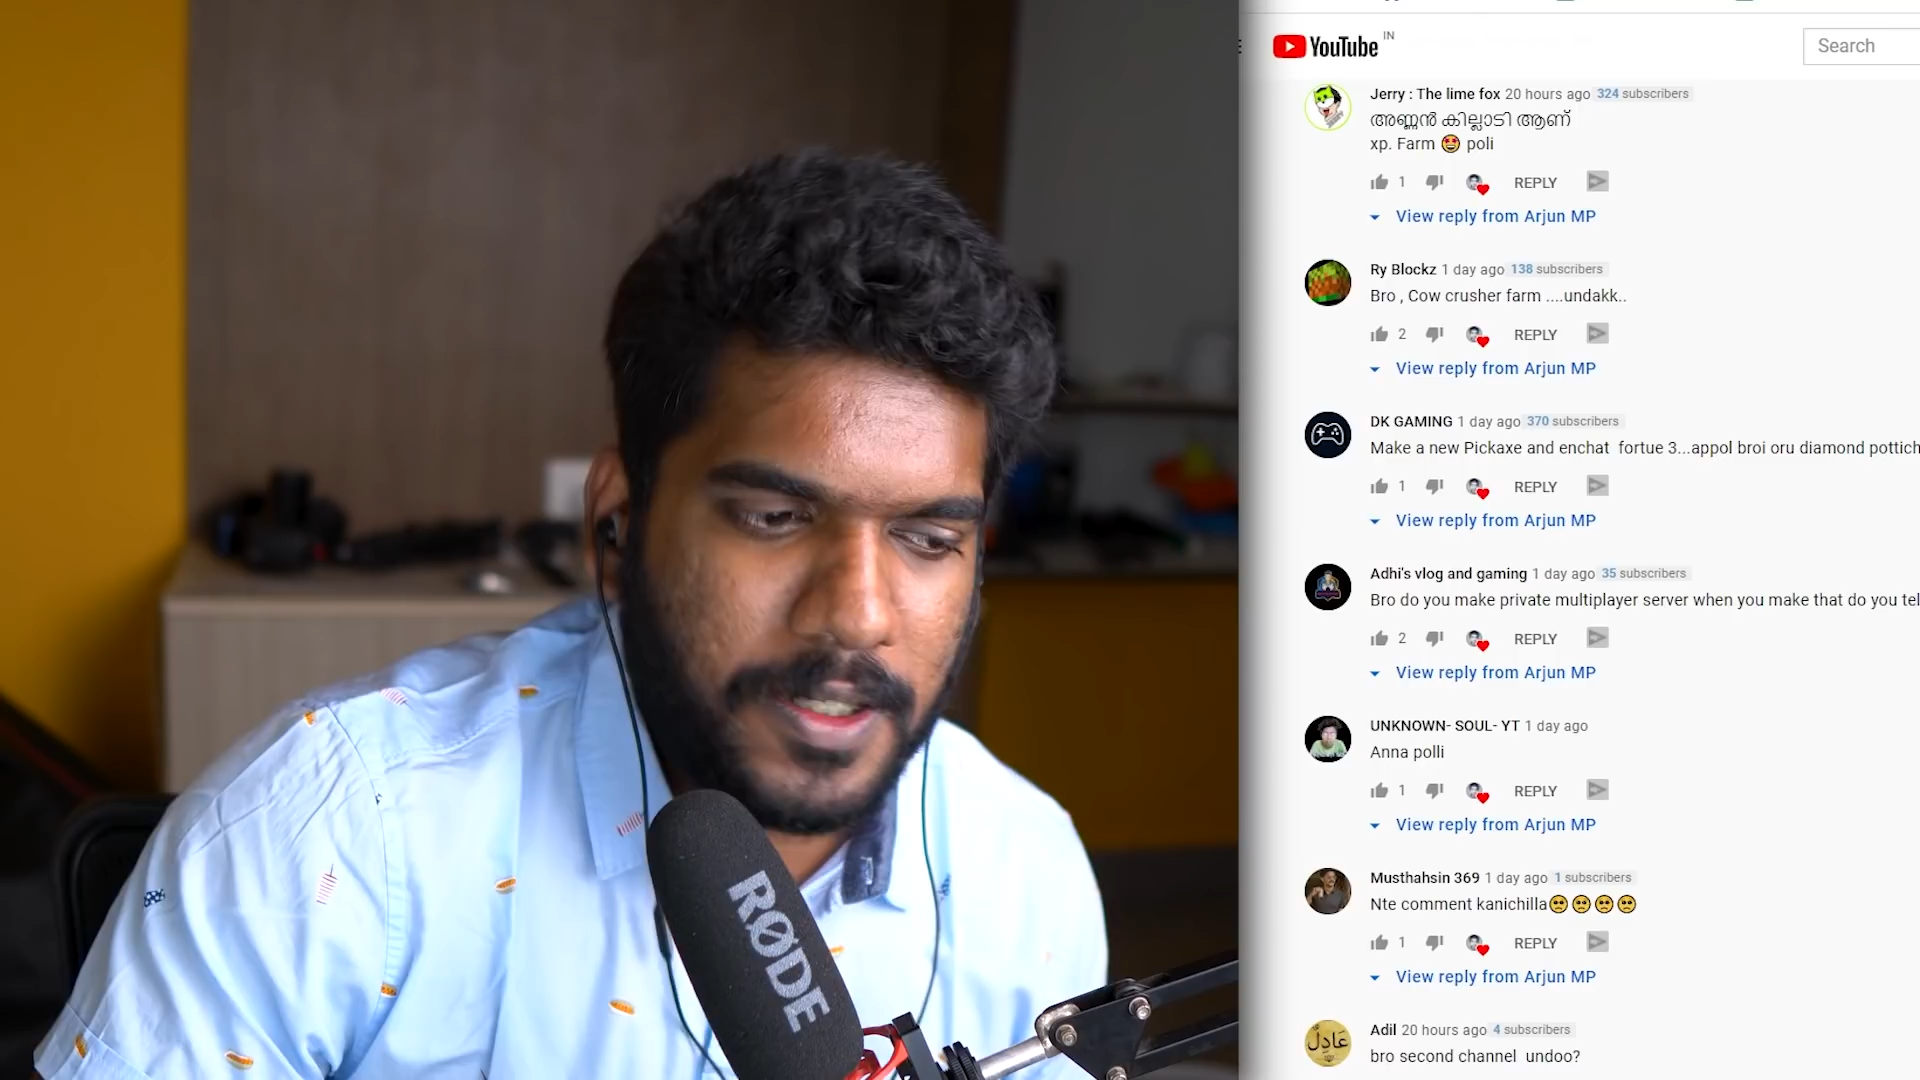 YouTube IN
Search
Jerry : The lime fox 20 hours ago 324 subscribers
അണ്ണൻ കില്ലാടി ആണ്
xp. Farm 🤩 poli
1 REPLY
View reply from Arjun MP
Ry Blockz 1 day ago 138 subscribers
Bro , Cow crusher farm ....undakk..
2 REPLY
View reply from Arjun MP
DK GAMING 1 day ago 370 subscribers
Make a new Pickaxe and enchat fortue 3...appol broi oru diamond pottich
1 REPLY
View reply from Arjun MP
Adhi's vlog and gaming 1 day ago 35 subscribers
Bro do you make private multiplayer server when you make that do you tel
2 REPLY
View reply from Arjun MP
UNKNOWN- SOUL- YT 1 day ago
Anna polli
1 REPLY
View reply from Arjun MP
Musthahsin 369 1 day ago 1 subscribers
Nte comment kanichilla🥺🥺🥺🥺
1 REPLY
View reply from Arjun MP
Adil 20 hours ago 4 subscribers
bro second channel undoo?
عَادِل
RØDE